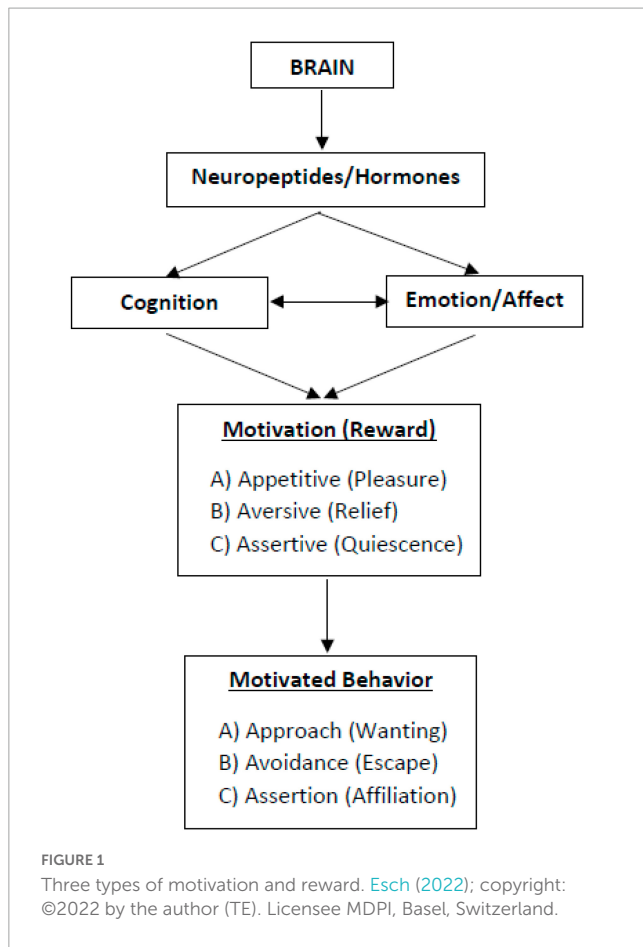 BRAIN
Neuropeptides/Hormones
Cognition
Emotion/Affect
Motivation (Reward)
A) Appetitive (Pleasure)
B) Aversive (Relief)
C) Assertive (Quiescence)
Motivated Behavior
A) Approach (Wanting)
B) Avoidance (Escape)
C) Assertion (Affiliation)
FIGURE 1
Three types of motivation and reward. Esch (2022); copyright:
©2022 by the author (TE). Licensee MDPI, Basel, Switzerland.